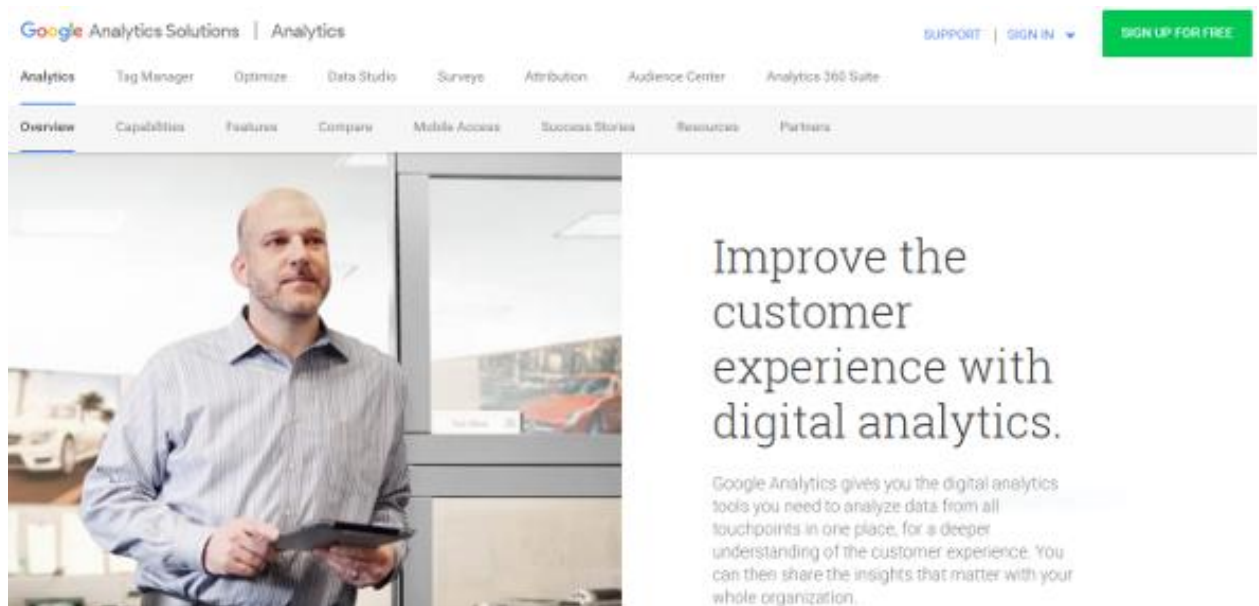 Google Analytics Solutions | Analytics
SUPPORT | SIGN IN
SIGN UP FOR FREE
Analytics Tag Manager Optimize Data Studio Surveys Attribution Audience Center Analytics 360 Suite
Overview Capabilities Features Compare Mobile Access Success Stories Resources Partners
Improve the
customer
experience with
digital analytics.
Google Analytics gives you the digital analytics
tools you need to analyze data from all
touchpoints in one place, for a deeper
understanding of the customer experience. You
can then share the insights that matter with your
whole organization.